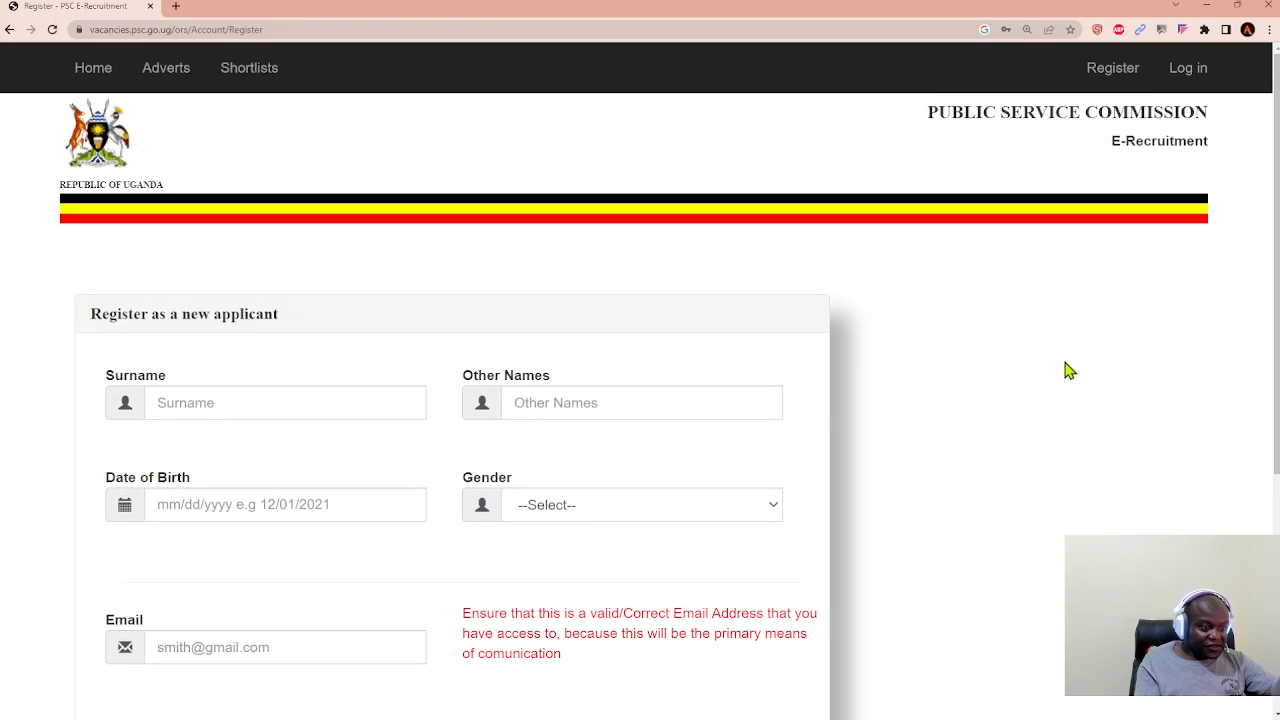 Register - PSC E-Recruitment
vacancies.psc.go.ug/ors/Account/Register
Home Adverts Shortlists Register Log in
PUBLIC SERVICE COMMISSION
E-Recruitment
REPUBLIC OF UGANDA
Register as a new applicant
Surname
Surname
Other Names
Other Names
Date of Birth
mm/dd/yyyy e.g 12/01/2021
Gender
--Select--
Email
smith@gmail.com
Ensure that this is a valid/Correct Email Address that you
have access to, because this will be the primary means
of comunication